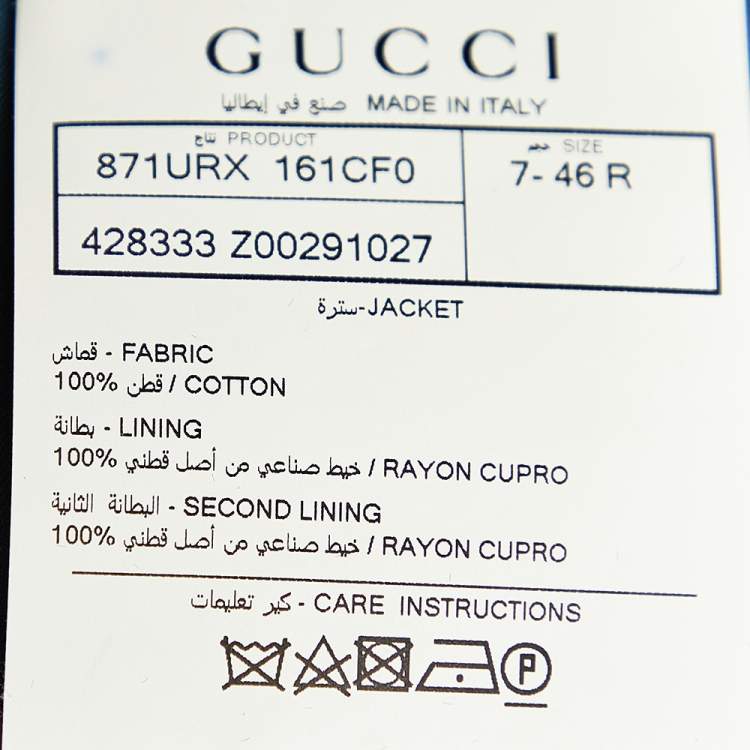 GUCCI
صنع في إيطاليا MADE IN ITALY
نتاج PRODUCT
871URX 161CF0
428333 Z00291027
حجم SIZE
7- 46 R
سترة-JACKET
قماش - FABRIC
100% قطن / COTTON
بطانة - LINING
100% خيط صناعي من أصل قطني / RAYON CUPRO
البطانة الثانية - SECOND LINING
100% خيط صناعي من أصل قطني / RAYON CUPRO
كير تعليمات - CARE INSTRUCTIONS
P